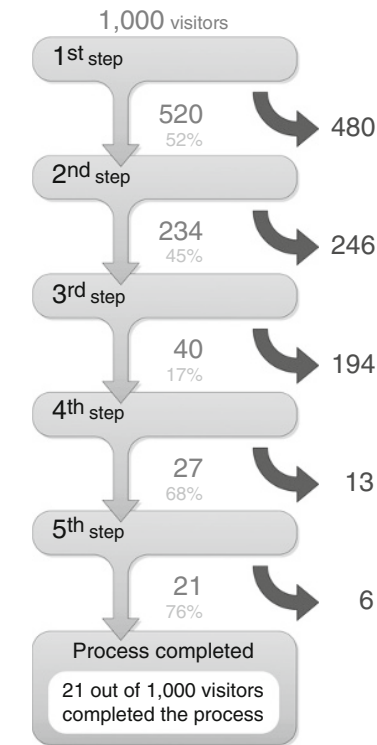 1,000 visitors
1st step
520
52%
480
2nd step
234
45%
246
3rd step
40
17%
194
4th step
27
68%
13
5th step
21
76%
6
Process completed
21 out of 1,000 visitors
completed the process